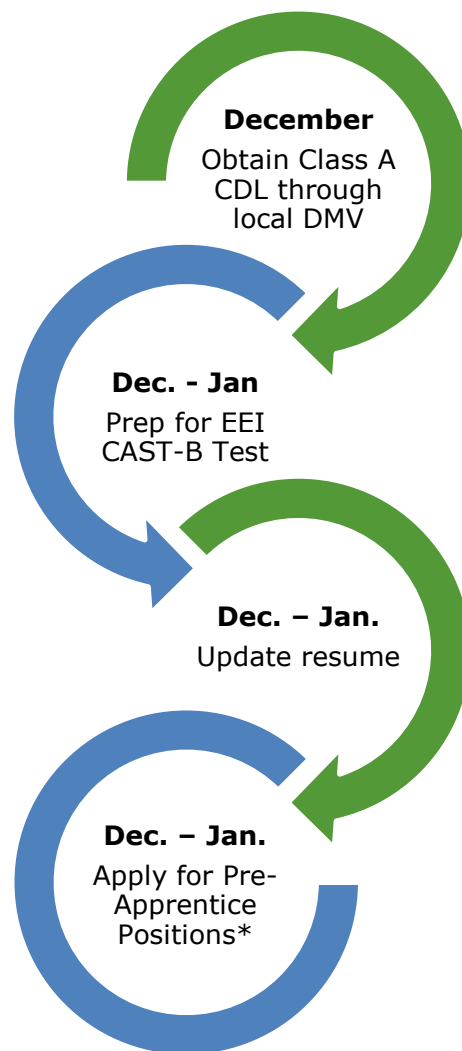 December
Obtain Class A
CDL through
local DMV
Dec. - Jan
Prep for EEI
CAST-B Test
Dec. – Jan.
Update resume
Dec. – Jan.
Apply for Pre-
Apprentice
Positions*